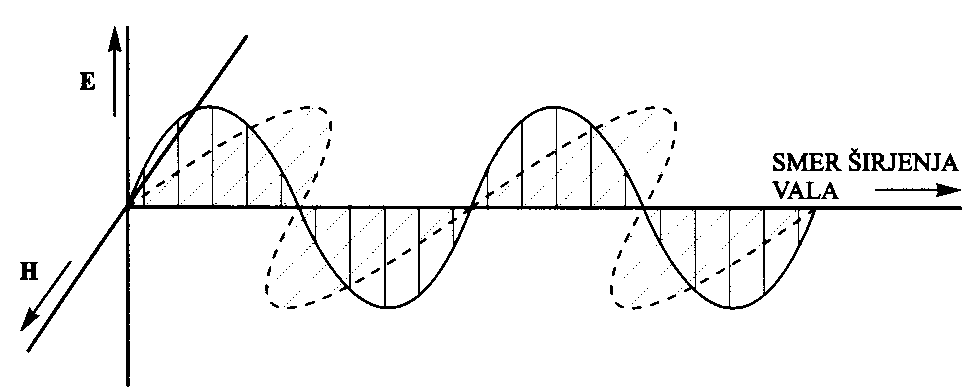 E
SMER ŠIRJENJA
VALA
H